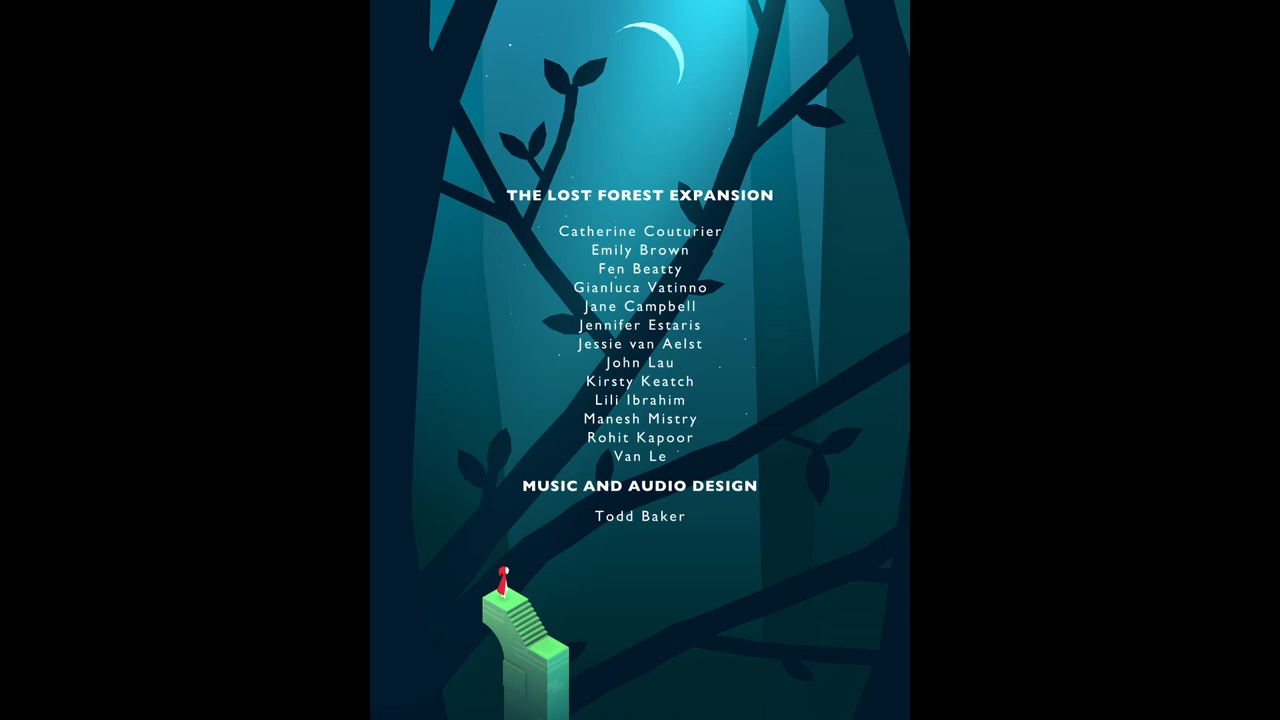 THE LOST FOREST EXPANSION
Catherine Couturier
Emily Brown
Fen Beatty
Gianluca Vatinno
Jane Campbell
Jennifer Estaris
Jessie van Aelst
John Lau
Kirsty Keatch
Lili Ibrahim
Manesh Mistry
Rohit Kapoor
Van Le
MUSIC AND AUDIO DESIGN
Todd Baker